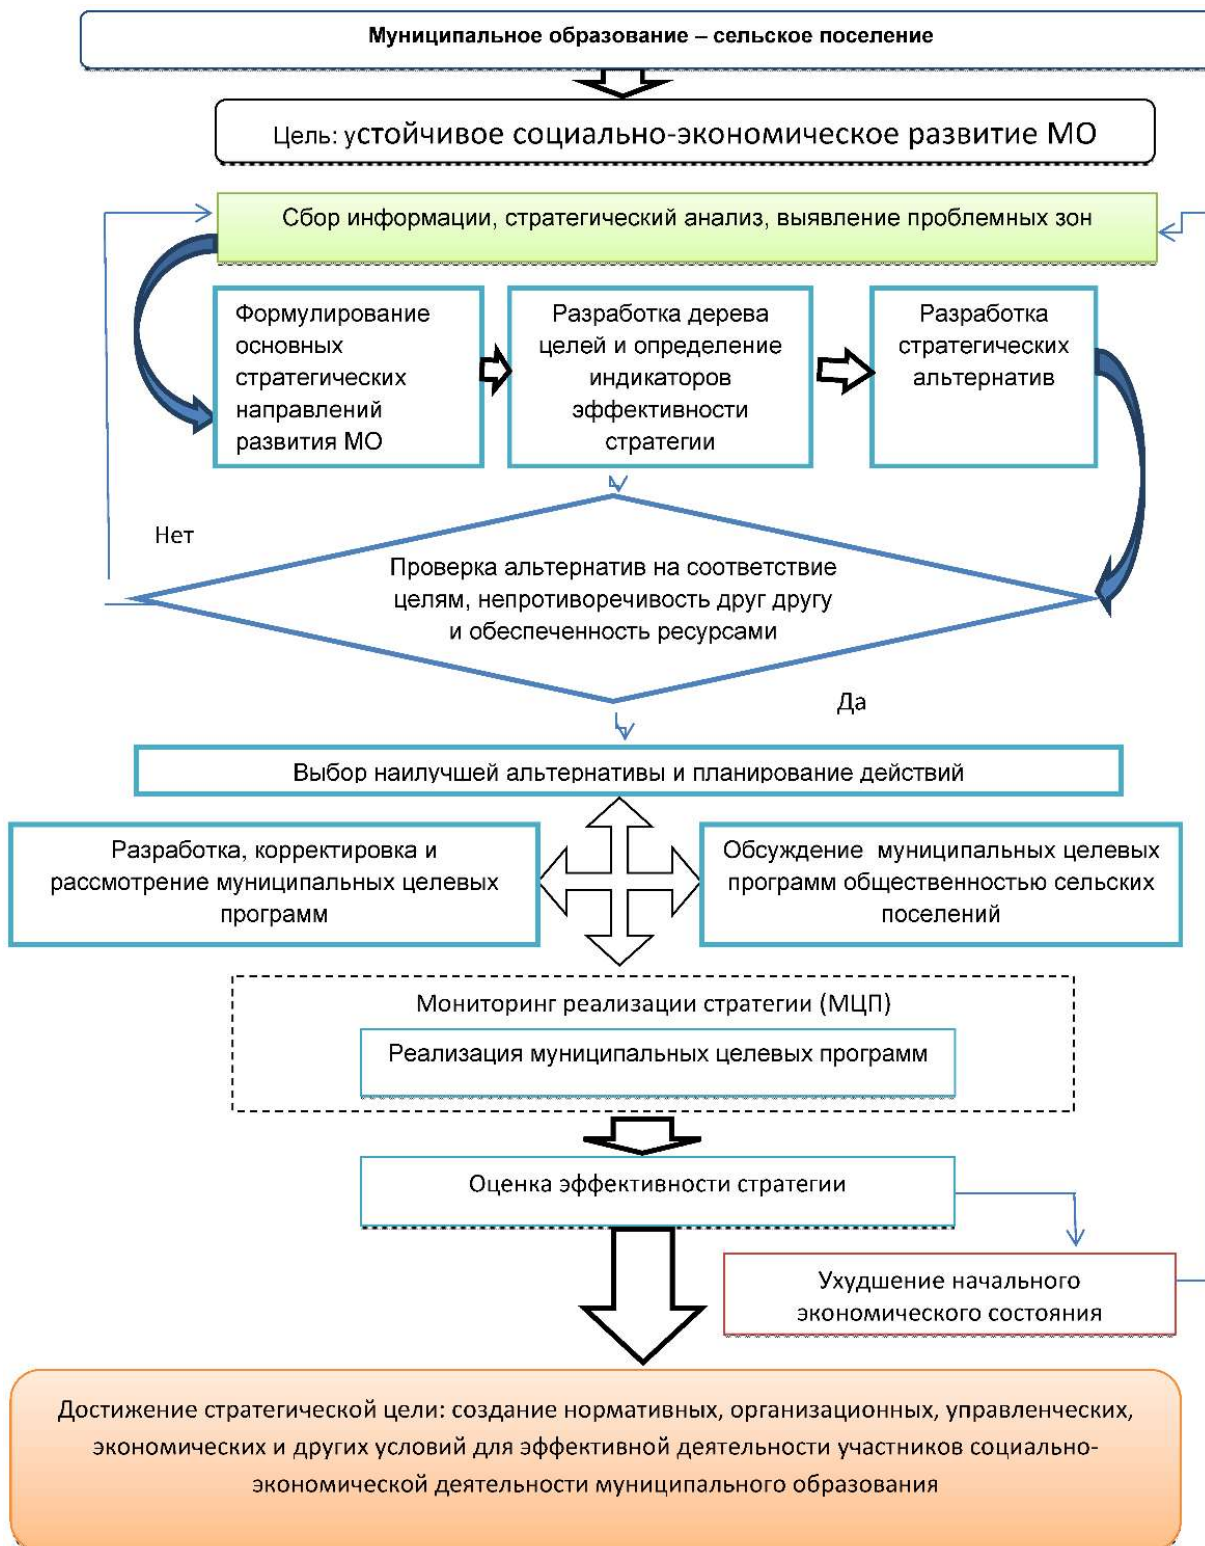 Муниципальное образование – сельское поселение
Цель: устойчивое социально-экономическое развитие МО
Сбор информации, стратегический анализ, выявление проблемных зон
Формулирование
основных
стратегических
направлений
развития МО
Разработка дерева
целей и определение
индикаторов
эффективности
стратегии
Разработка
стратегических
альтернатив
Нет
Проверка альтернатив на соответствие
целям, непротиворечивость друг другу
и обеспеченность ресурсами
Да
Выбор наилучшей альтернативы и планирование действий
Разработка, корректировка и
рассмотрение муниципальных целевых
программ
Обсуждение муниципальных целевых
программ общественностью сельских
поселений
Мониторинг реализации стратегии (МЦП)
Реализация муниципальных целевых программ
Оценка эффективности стратегии
Ухудшение начального
экономического состояния
Достижение стратегической цели: создание нормативных, организационных, управленческих,
экономических и других условий для эффективной деятельности участников социально-
экономической деятельности муниципального образования